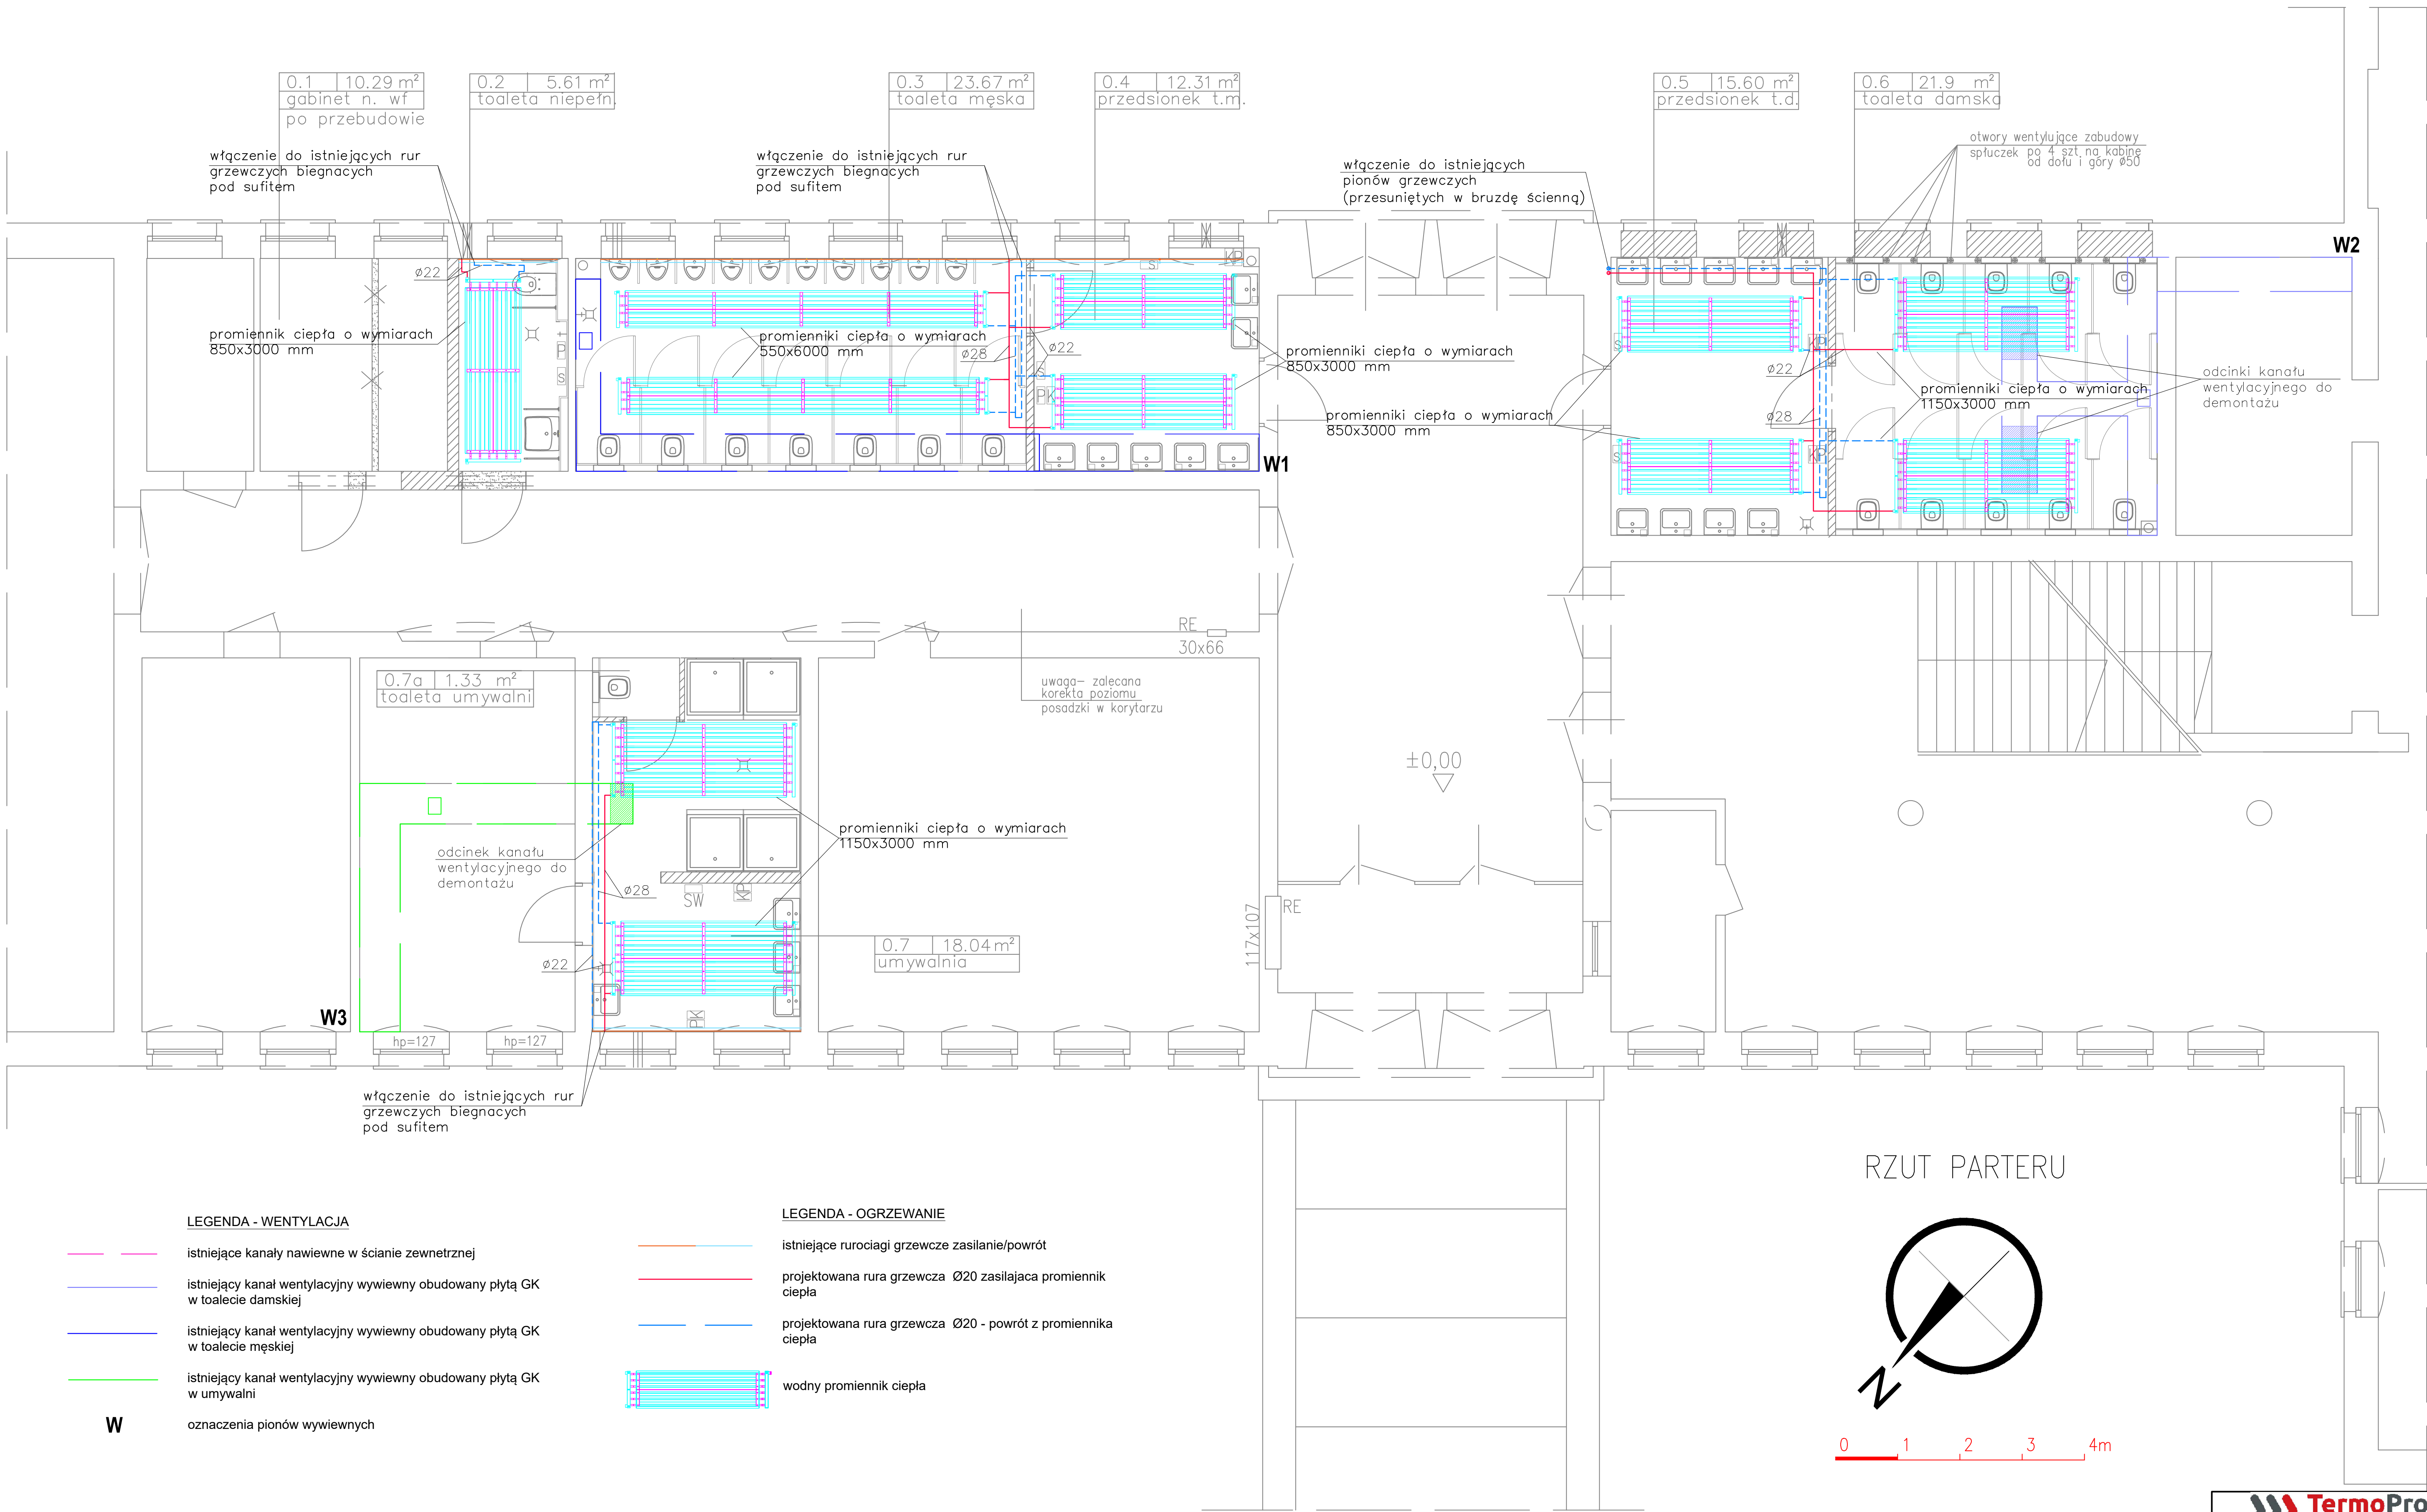 0.1 10.29 m²
gabinet n. wf
po przebudowie
0.2 5.61 m²
toaleta niepełn.
0.3 23.67 m²
toaleta męska
0.4 12.31 m²
przedsionek t.m.
0.5 15.60 m²
przedsionek t.d.
0.6 21.9 m²
toaleta damska
włączenie do istniejących rur
grzewczych biegnacych
pod sufitem
włączenie do istniejących rur
grzewczych biegnacych
pod sufitem
włączenie do istniejących
pionów grzewczych
(przesuniętych w bruzdę ścienną)
otwory wentylujące zabudowy
spłuczek po 4 szt na kabinę
od dołu i góry ø50
W2
ø22
S
KP
promiennik ciepła o wymiarach
850x3000 mm
P
S
promienniki ciepła o wymiarach
550x6000 mm
ø28
ø22
S
PK
promienniki ciepła o wymiarach
850x3000 mm
promienniki ciepła o wymiarach
850x3000 mm
S
KP
ø22
ø28
S
KP
promienniki ciepła o wymiarach
1150x3000 mm
odcinki kanału
wentylacyjnego do
demontażu
W1
RE
30x66
0.7a 1.33 m²
toaleta umywalni
uwaga– zalecana
korekta poziomu
posadzki w korytarzu
±0,00
promienniki ciepła o wymiarach
1150x3000 mm
odcinek kanału
wentylacyjnego do
demontażu
ø28
SW
KP
RE
117x107
0.7 18.04 m²
umywalnia
ø22
W3
PK
hp=127
hp=127
włączenie do istniejących rur
grzewczych biegnacych
pod sufitem
RZUT PARTERU
N
0 1 2 3 4m
LEGENDA - WENTYLACJA
istniejące kanały nawiewne w ścianie zewnetrznej
istniejący kanał wentylacyjny wywiewny obudowany płytą GK
w toalecie damskiej
istniejący kanał wentylacyjny wywiewny obudowany płytą GK
w toalecie męskiej
istniejący kanał wentylacyjny wywiewny obudowany płytą GK
w umywalni
W oznaczenia pionów wywiewnych
LEGENDA - OGRZEWANIE
istniejące rurociagi grzewcze zasilanie/powrót
projektowana rura grzewcza Ø20 zasilajaca promiennik
ciepła
projektowana rura grzewcza Ø20 - powrót z promiennika
ciepła
wodny promiennik ciepła
TermoPro